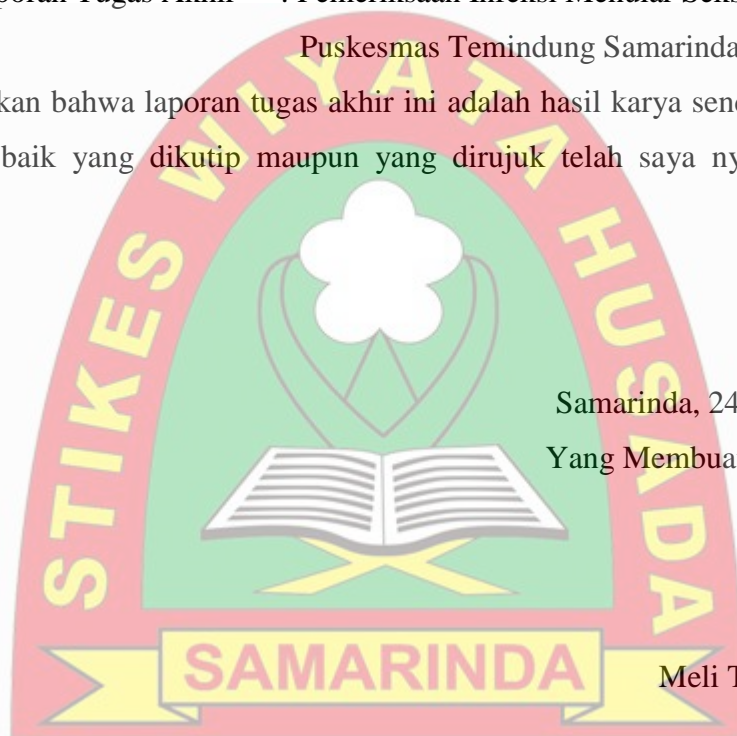 poran Tugas Akhir : Pemeriksaan Infeksi Menular Seks
Puskesmas Temindung Samarinda
kan bahwa laporan tugas akhir ini adalah hasil karya send
baik yang dikutip maupun yang dirujuk telah saya ny
STIKES WIYATA HUSADA
Samarinda, 24
Yang Membua
SAMARINDA
Meli T